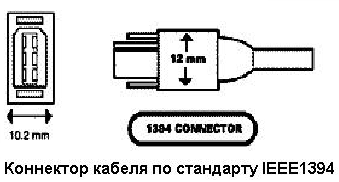 12 mm
10.2 mm
1394 CONNECTOR
Коннектор кабеля по стандарту IEEE1394